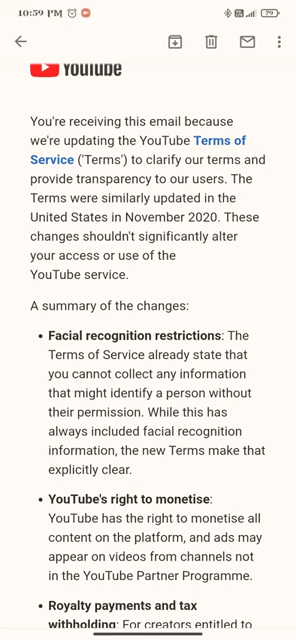 10:59 PM
79
YouTube
You're receiving this email because
we're updating the YouTube Terms of
Service ('Terms') to clarify our terms and
provide transparency to our users. The
Terms were similarly updated in the
United States in November 2020. These
changes shouldn't significantly alter
your access or use of the
YouTube service.
A summary of the changes:
• Facial recognition restrictions: The
Terms of Service already state that
you cannot collect any information
that might identify a person without
their permission. While this has
always included facial recognition
information, the new Terms make that
explicitly clear.
• YouTube's right to monetise:
YouTube has the right to monetise all
content on the platform, and ads may
appear on videos from channels not
in the YouTube Partner Programme.
• Royalty payments and tax
withholding: For creators entitled to